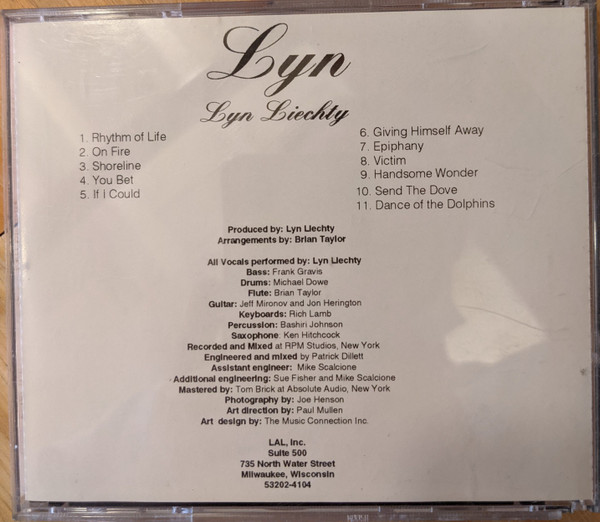 Lyn
Lyn Liechty
1. Rhythm of Life
2. On Fire
3. Shoreline
4. You Bet
5. If I Could
6. Giving Himself Away
7. Epiphany
8. Victim
9. Handsome Wonder
10. Send The Dove
11. Dance of the Dolphins
Produced by: Lyn Liechty
Arrangements by: Brian Taylor
All Vocals performed by: Lyn Liechty
Bass: Frank Gravis
Drums: Michael Dowe
Flute: Brian Taylor
Guitar: Jeff Mironov and Jon Herington
Keyboards: Rich Lamb
Percussion: Bashiri Johnson
Saxophone: Ken Hitchcock
Recorded and Mixed at RPM Studios, New York
Engineered and mixed by Patrick Dillett
Assistant engineer: Mike Scalcione
Additional engineering: Sue Fisher and Mike Scalcione
Mastered by: Tom Brick at Absolute Audio, New York
Photography by: Joe Henson
Art direction by: Paul Mullen
Art design by: The Music Connection Inc.
LAL, Inc.
Suite 500
735 North Water Street
Milwaukee, Wisconsin
53202-4104